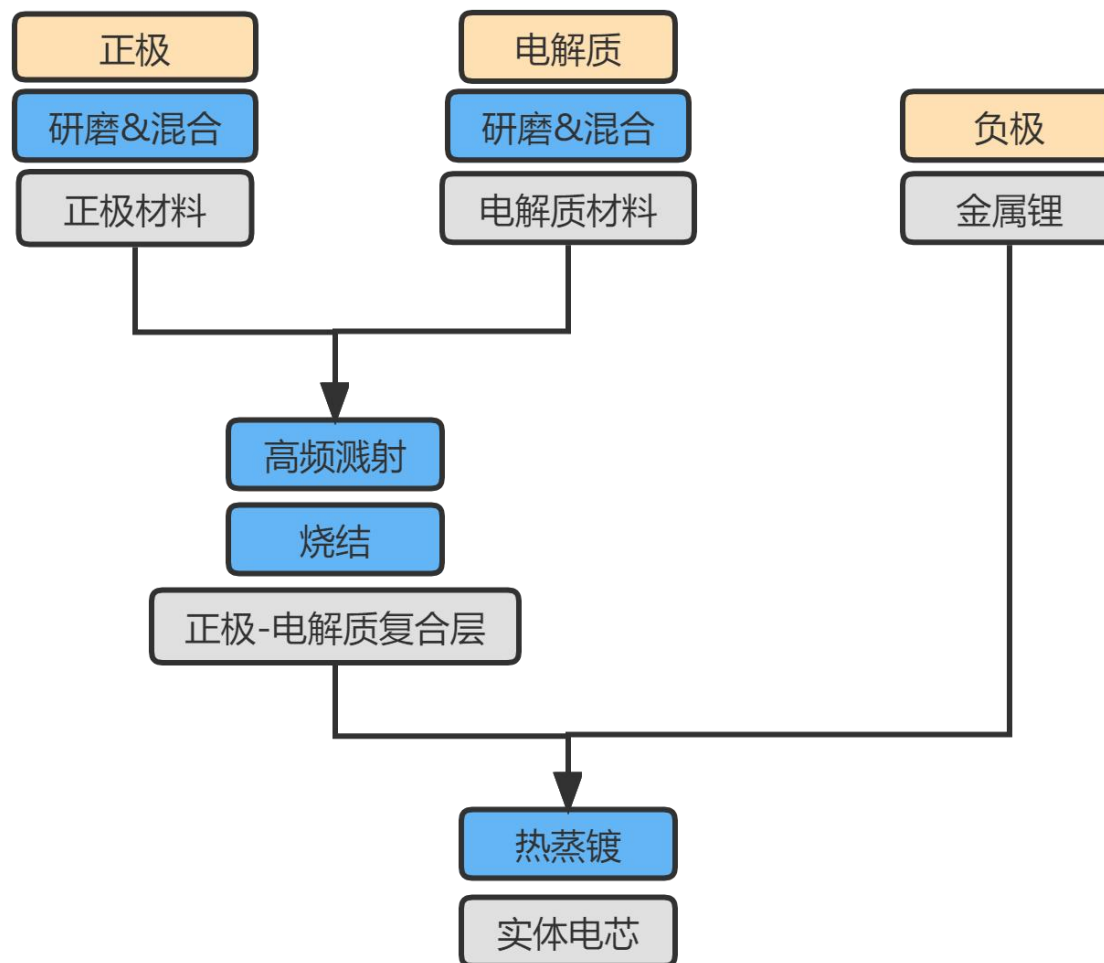 正极
电解质
研磨&混合
研磨&混合
负极
正极材料
电解质材料
金属锂
高频溅射
烧结
正极-电解质复合层
热蒸镀
实体电芯